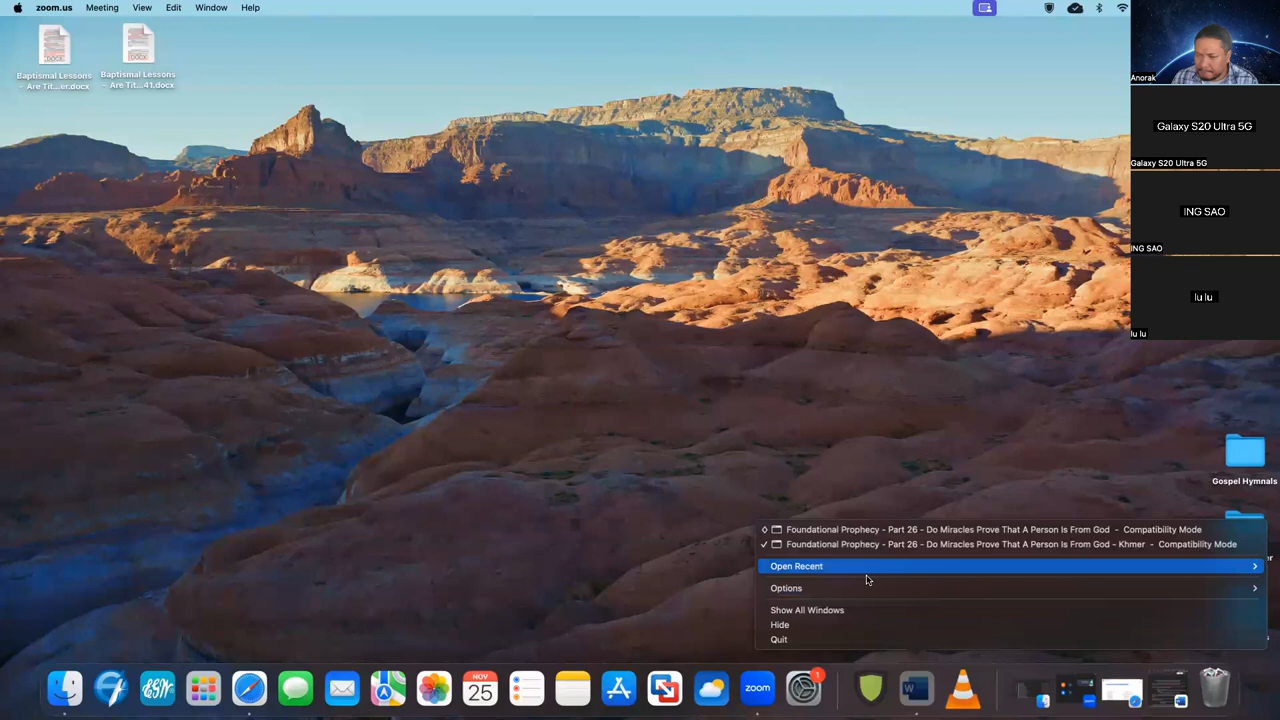 zoom.us Meeting View Edit Window Help
Baptismal Lessons
- Are Tit...er.docx
Baptismal Lessons
- Are Tit...41.docx
DOCX
DOCX
Anorak
Galaxy S20 Ultra 5G
Galaxy S20 Ultra 5G
ING SAO
ING SAO
lu lu
lu lu
Gospel Hymnals
Foundational Prophecy - Part 26 - Do Miracles Prove That A Person Is From God - Compatibility Mode
Foundational Prophecy - Part 26 - Do Miracles Prove That A Person Is From God - Khmer - Compatibility Mode
Open Recent
Options
Show All Windows
Hide
Quit
EGW
NOV
25
zoom
1
W